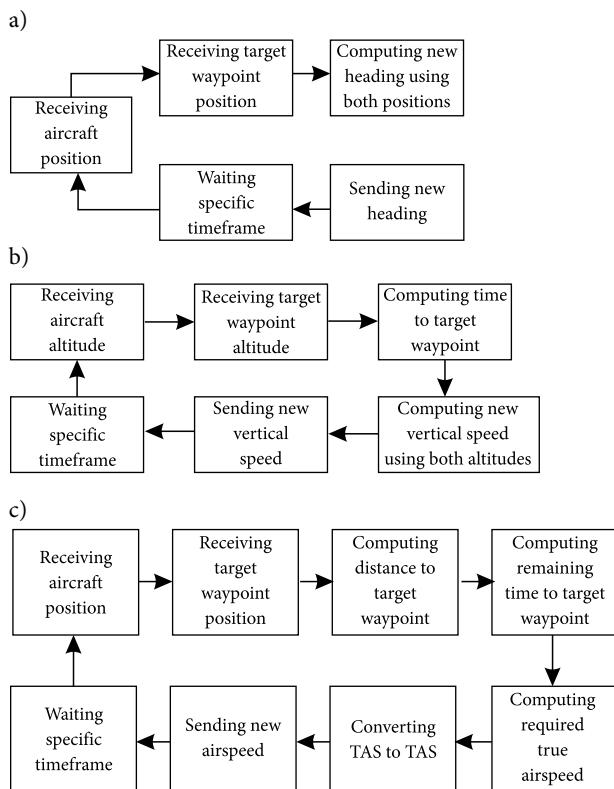 a)
Receiving target
waypoint
position
Computing new
heading using
both positions
Receiving
aircraft
position
Waiting
specific
timeframe
Sending new
heading
b)
Receiving
aircraft
altitude
Receiving target
waypoint
altitude
Computing time
to target
waypoint
Waiting
specific
timeframe
Sending new
vertical
speed
Computing new
vertical speed
using both altitudes
c)
Receiving
aircraft
position
Receiving
target
waypoint
position
Computing
distance to
target
waypoint
Computing
remaining
time to target
waypoint
Waiting
specific
timeframe
Sending new
airspeed
Converting
TAS to TAS
Computing
required
true
airspeed